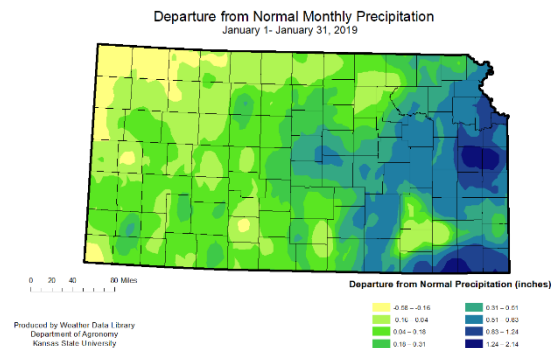 Departure from Normal Monthly Precipitation
January 1- January 31, 2019
0 20 40 80 Miles
Departure from Normal Precipitation (inches)
-0.56 - -0.16
-0.16 - 0.04
0.04 - 0.18
0.18 - 0.31
0.31 - 0.51
0.51 - 0.83
0.83 - 1.24
1.24 - 2.14
Produced by Weather Data Library
Department of Agronomy
Kansas State University